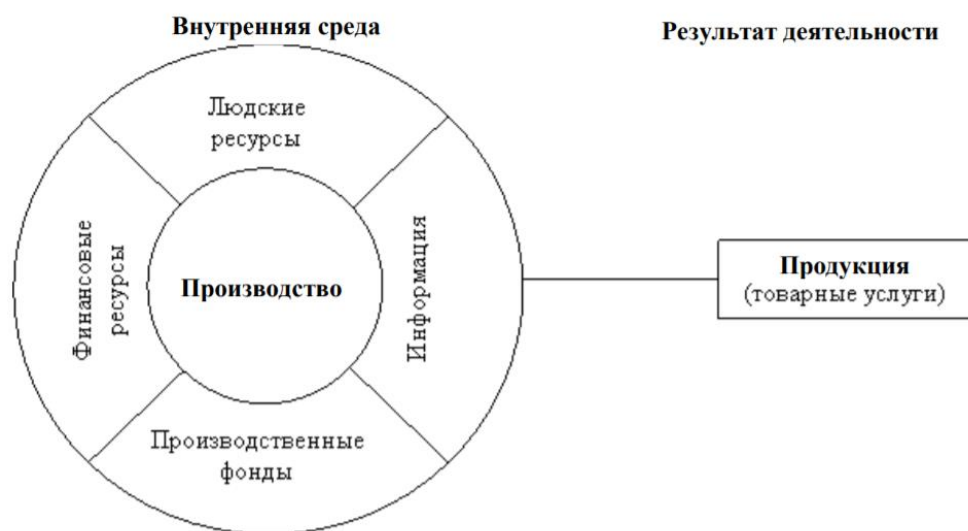 Внутренняя среда
Результат деятельности
Людские
ресурсы
Финансовые
ресурсы
Производство
Информация
Продукция
(товарные услуги)
Производственные
фонды